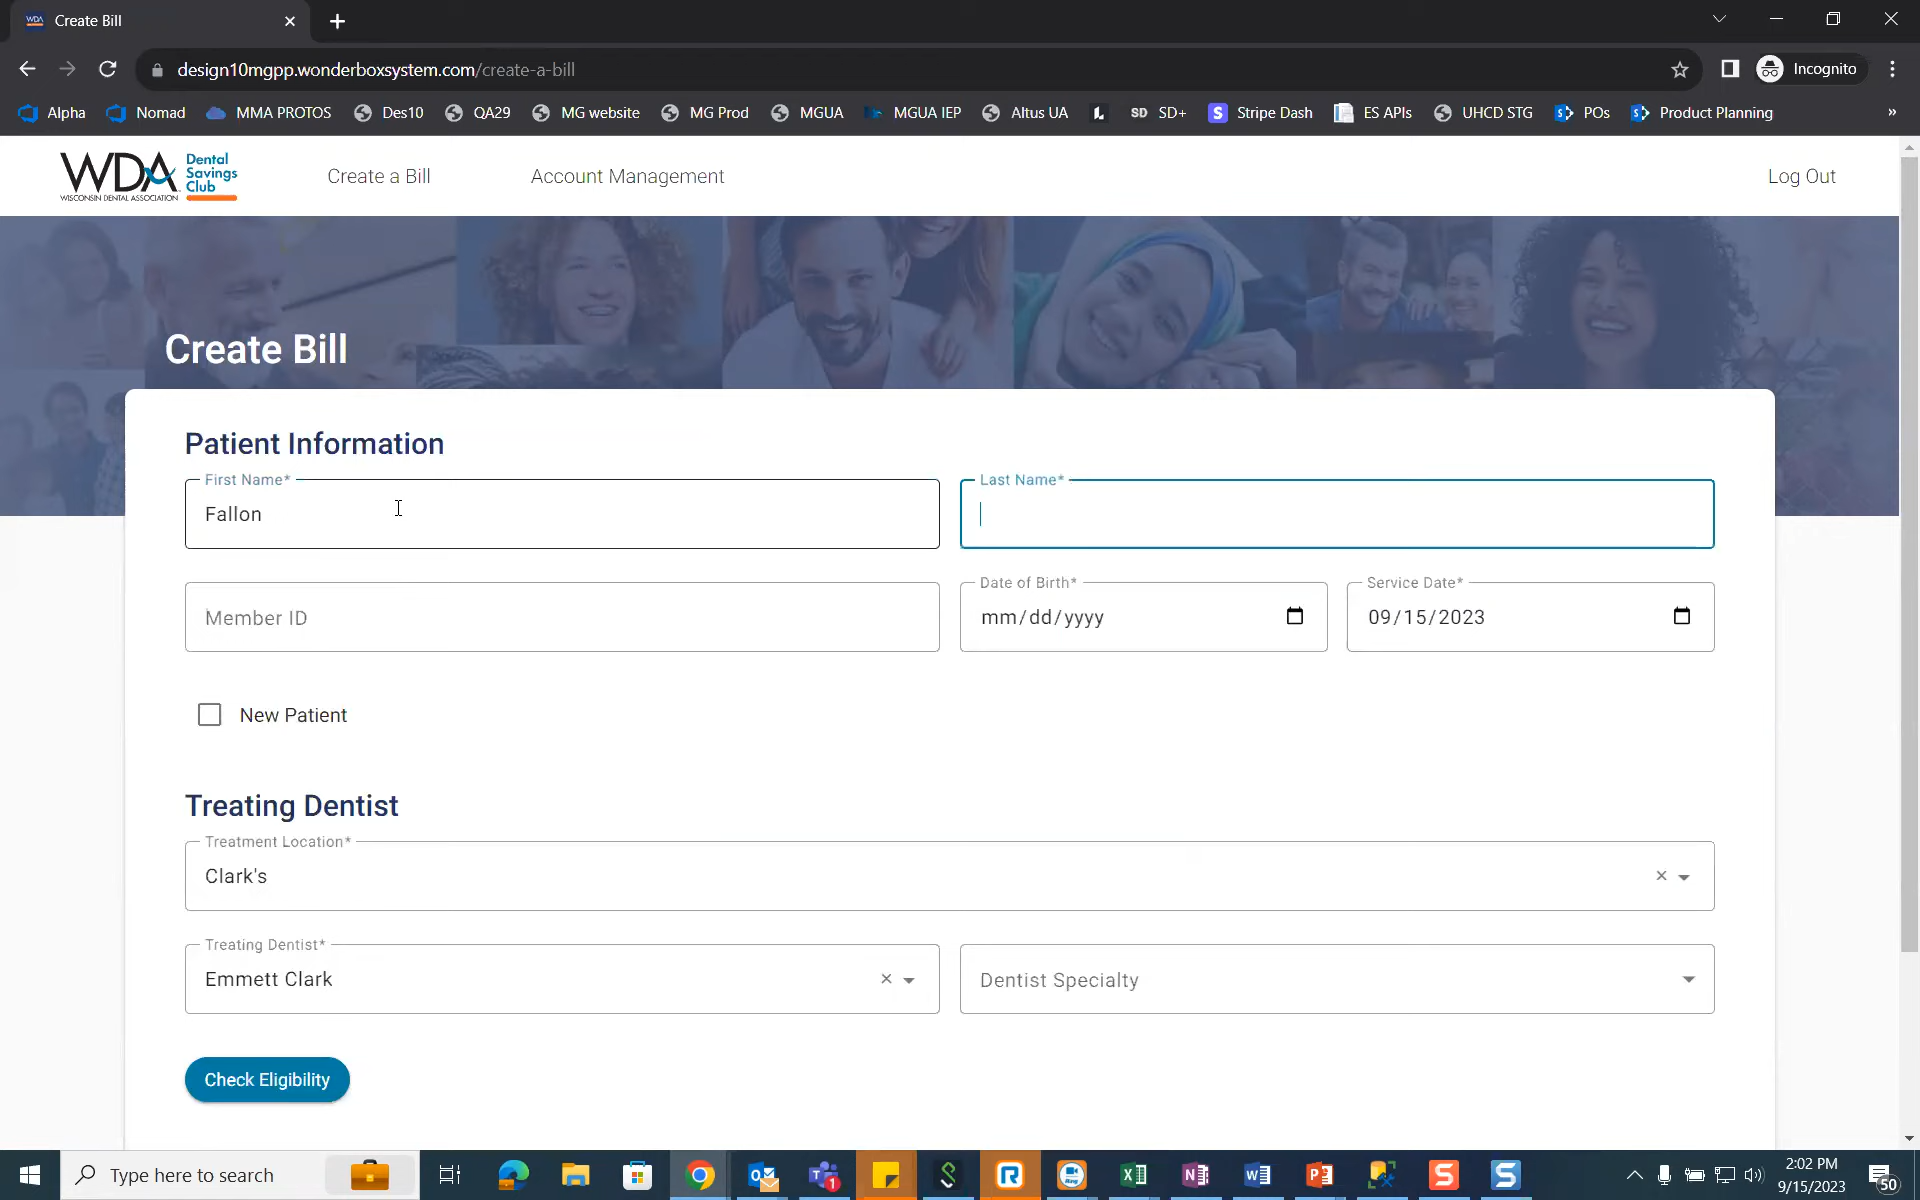 WDA Create Bill
design10mgpp.wonderboxsystem.com/create-a-bill
Incognito
Alpha Nomad MMA PROTOS Des10 QA29 MG website MG Prod MGUA MGUA IEP Altus UA SD SD+ S Stripe Dash ES APIs UHCD STG POs Product Planning »
WDA Dental Savings Club
WISCONSIN DENTAL ASSOCIATION
Create a Bill
Account Management
Log Out
Create Bill
Patient Information
First Name*
Fallon
Last Name*
Member ID
Date of Birth*
mm/dd/yyyy
Service Date*
09/15/2023
New Patient
Treating Dentist
Treatment Location*
Clark's
Treating Dentist*
Emmett Clark
Dentist Specialty
Check Eligibility
Type here to search
2:02 PM
9/15/2023
50